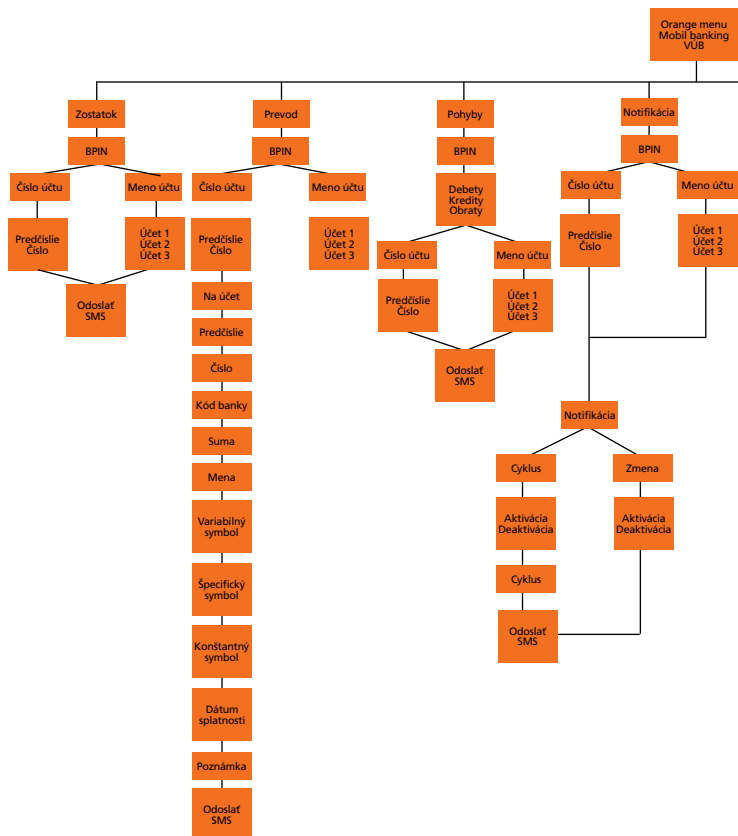 Orange menu
Mobil banking
VÚB
Zostatok
BPIN
Číslo účtu
Meno účtu
Predčíslie
Číslo
Účet 1
Účet 2
Účet 3
Odoslať
SMS
Prevod
BPIN
Číslo účtu
Meno účtu
Predčíslie
Číslo
Účet 1
Účet 2
Účet 3
Na účet
Predčíslie
Číslo
Kód banky
Suma
Mena
Variabilný
symbol
Špecifický
symbol
Konštantný
symbol
Dátum
splatnosti
Poznámka
Odoslať
SMS
Pohyby
BPIN
Debety
Kredity
Obraty
Číslo účtu
Meno účtu
Predčíslie
Číslo
Účet 1
Účet 2
Účet 3
Odoslať
SMS
Notifikácia
BPIN
Číslo účtu
Meno účtu
Predčíslie
Číslo
Účet 1
Účet 2
Účet 3
Notifikácia
Cyklus
Zmena
Aktivácia
Deaktivácia
Aktivácia
Deaktivácia
Cyklus
Odoslať
SMS